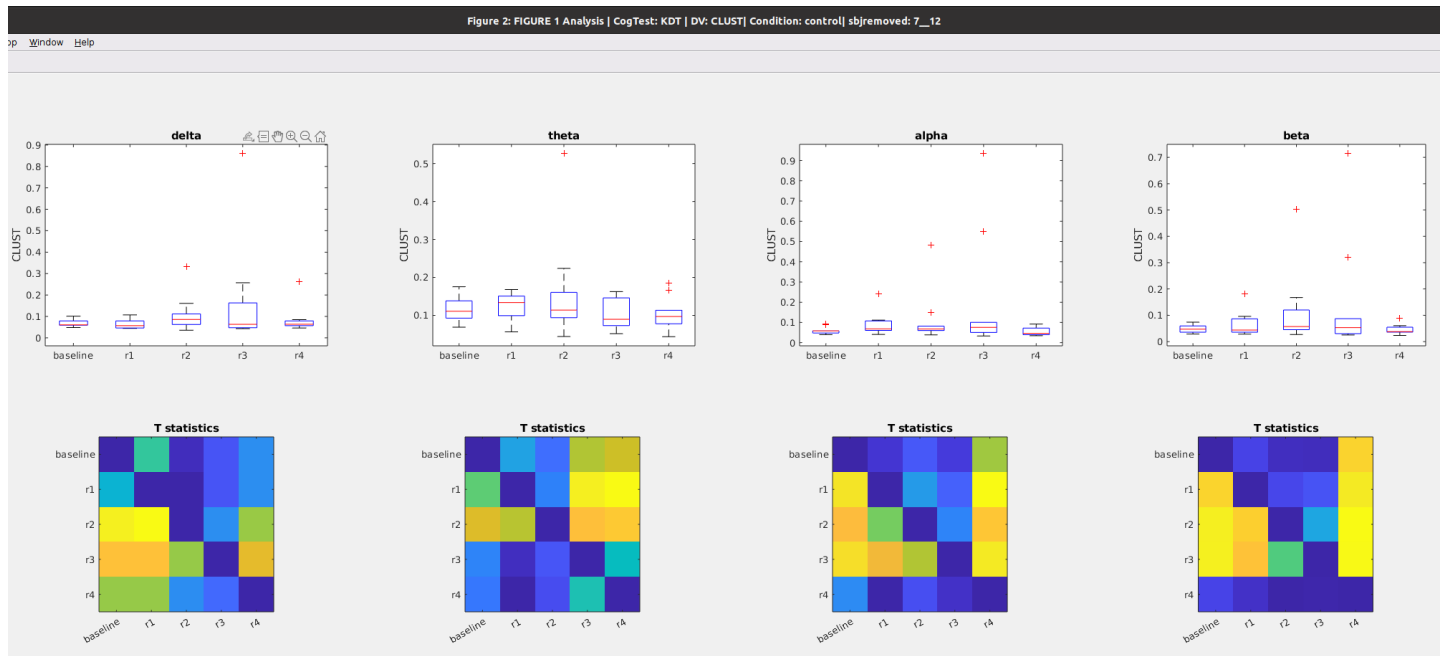 Figure 2: FIGURE 1 Analysis | CogTest: KDT | DV: CLUST| Condition: control| sbjremoved: 7__12
op Window Help
delta
CLUST
0.9
0.8
0.7
0.6
0.5
0.4
0.3
0.2
0.1
0
baseline r1 r2 r3 r4
theta
CLUST
0.5
0.4
0.3
0.2
0.1
baseline r1 r2 r3 r4
alpha
CLUST
0.9
0.8
0.7
0.6
0.5
0.4
0.3
0.2
0.1
0
baseline r1 r2 r3 r4
beta
CLUST
0.7
0.6
0.5
0.4
0.3
0.2
0.1
0
baseline r1 r2 r3 r4
T statistics
baseline
r1
r2
r3
r4
baseline r1 r2 r3 r4
T statistics
baseline
r1
r2
r3
r4
baseline r1 r2 r3 r4
T statistics
baseline
r1
r2
r3
r4
baseline r1 r2 r3 r4
T statistics
baseline
r1
r2
r3
r4
baseline r1 r2 r3 r4